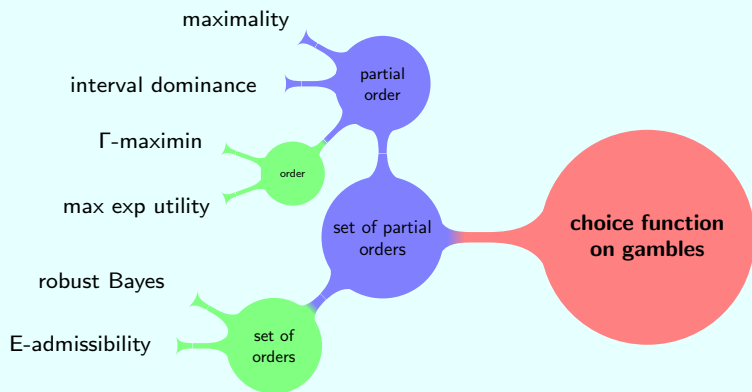 maximality
interval dominance
Γ-maximin
max exp utility
robust Bayes
E-admissibility
partial
order
order
set of partial
orders
set of
orders
choice function
on gambles